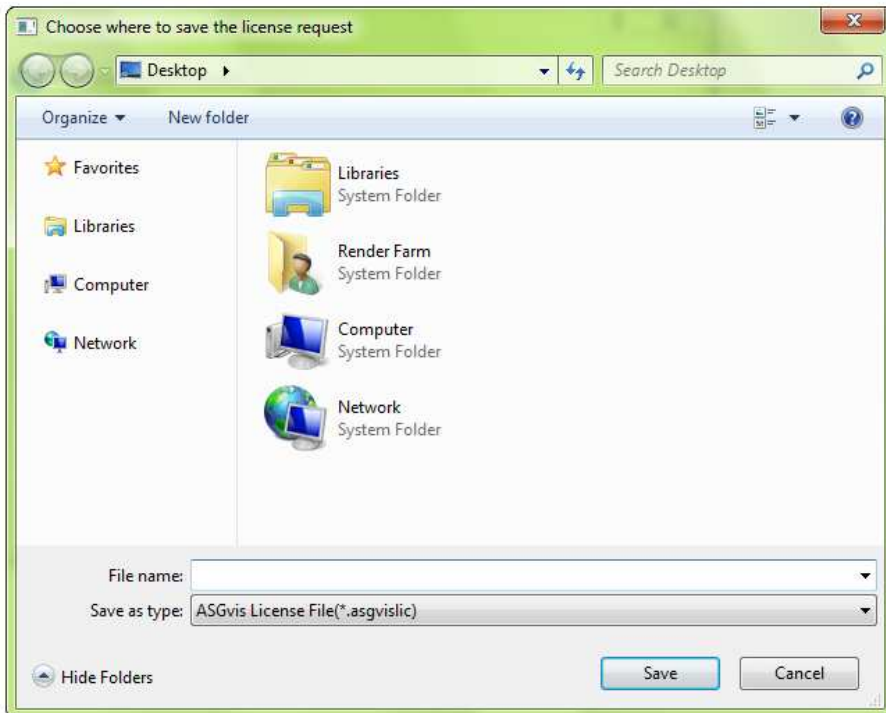 Choose where to save the license request
Desktop
Search Desktop
Organize
New folder
Favorites
Libraries
Computer
Network
Libraries
System Folder
Render Farm
System Folder
Computer
System Folder
Network
System Folder
File name:
Save as type: ASGvis License File(*.asgvislic)
Hide Folders
Save
Cancel